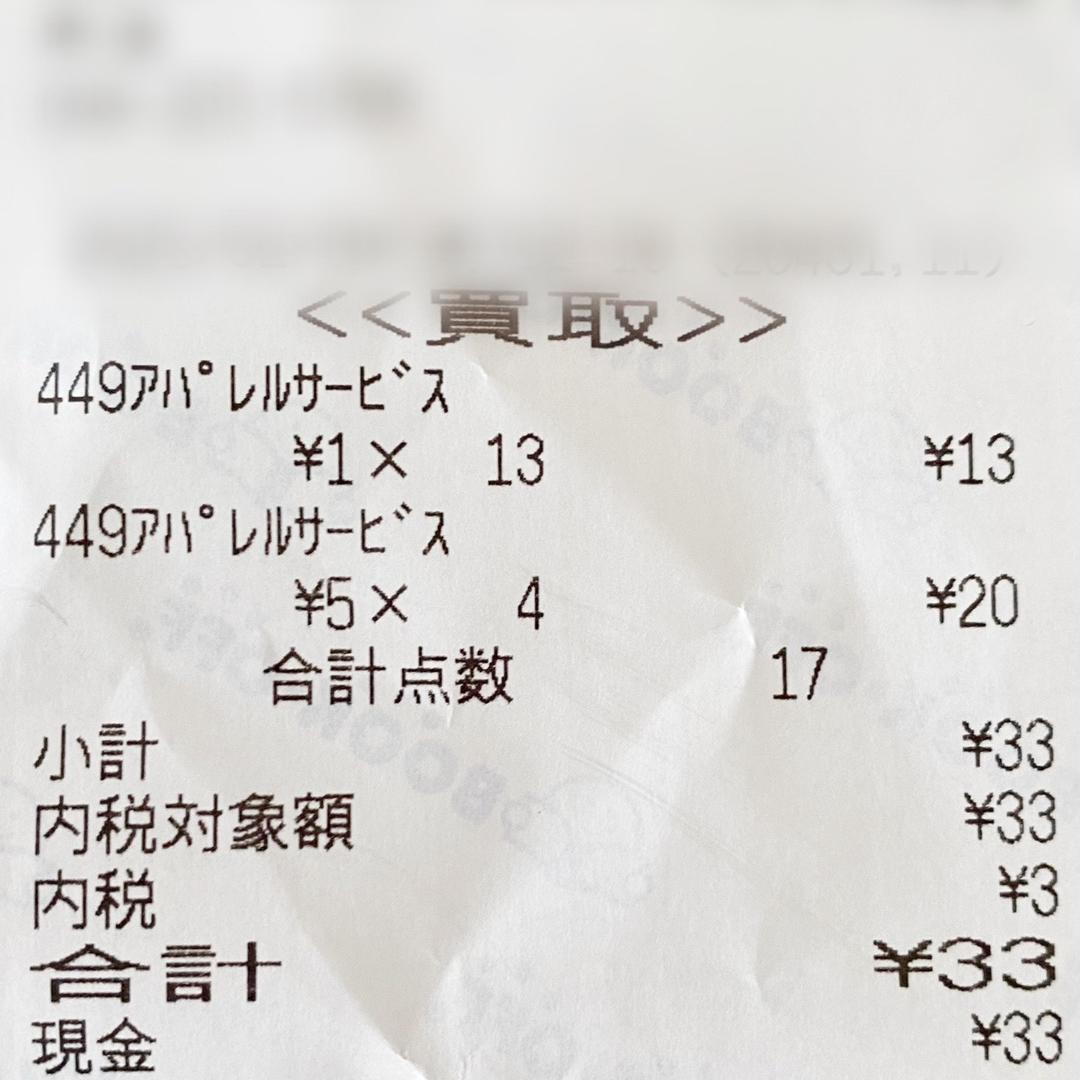 <<買取>>
449ｱﾊﾟﾚﾙｻｰﾋﾞｽ
¥1× 13 ¥13
449ｱﾊﾟﾚﾙｻｰﾋﾞｽ
¥5× 4 ¥20
合計点数 17
小計 ¥33
内税対象額 ¥33
内税 ¥3
合計 ¥33
現金 ¥33